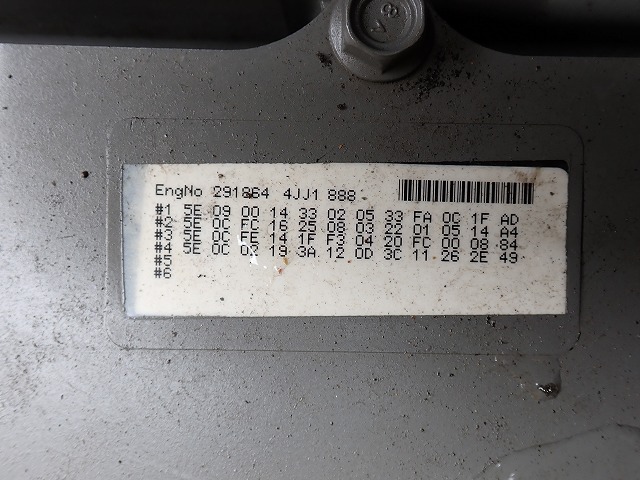 8 A
EngNo 291864 4JJ1 888
#1 5E 09 00 14 33 02 05 33 FA 0C 1F AD
#2 5E 0C FC 16 25 08 03 22 01 05 14 A4
#3 5E 0C FE 14 1F F3 04 20 FC 00 08 84
#4 5E 0C 03 19 3A 12 0D 3C 11 26 2E 49
#5
#6